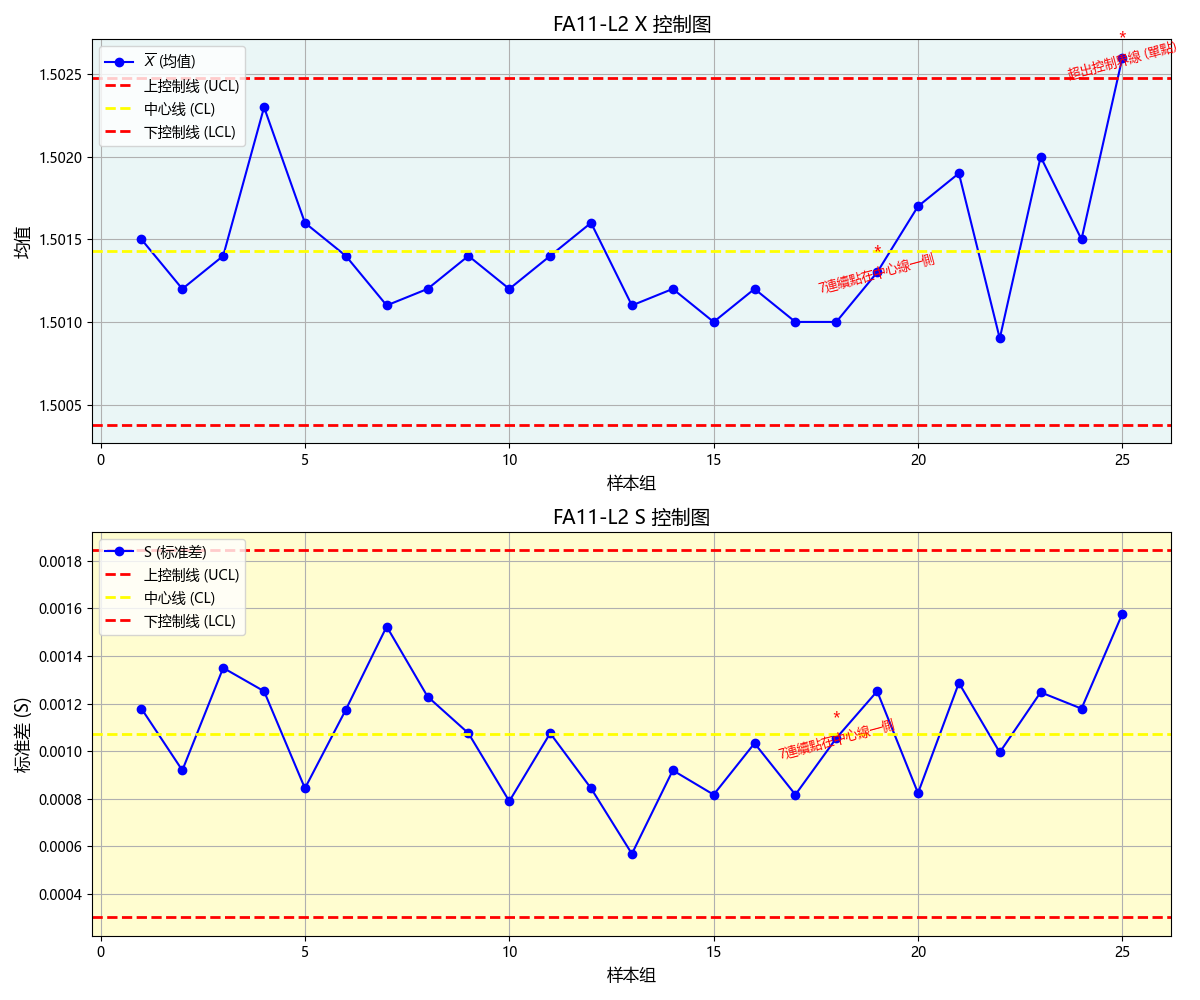 FA11-L2 X 控制图
X (均值)
上控制线 (UCL)
中心线 (CL)
下控制线 (LCL)
*
超出控制界線 (單點)
*
7連續點在中心線一側
均值
1.5025
1.5020
1.5015
1.5010
1.5005
0 5 10 15 20 25
样本组
FA11-L2 S 控制图
S (标准差)
上控制线 (UCL)
中心线 (CL)
下控制线 (LCL)
*
7連續點在中心線一側
标准差 (S)
0.0018
0.0016
0.0014
0.0012
0.0010
0.0008
0.0006
0.0004
0 5 10 15 20 25
样本组